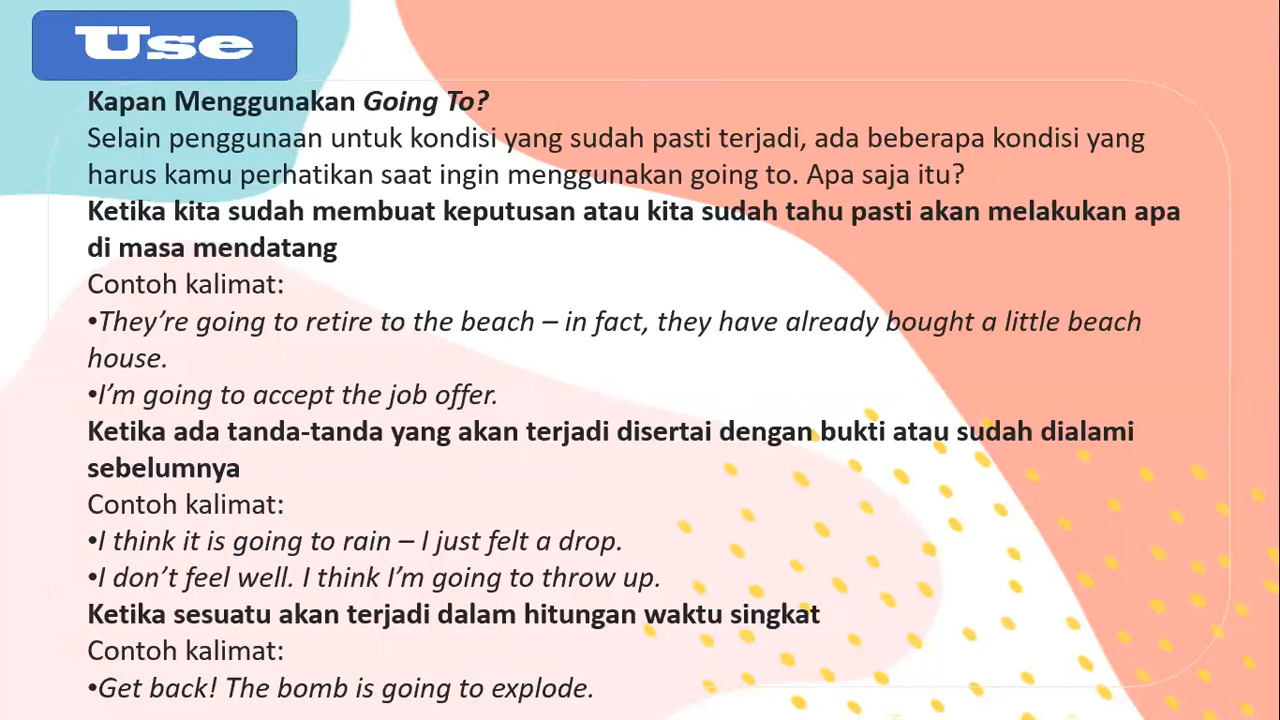 Use
Kapan Menggunakan Going To?
Selain penggunaan untuk kondisi yang sudah pasti terjadi, ada beberapa kondisi yang
harus kamu perhatikan saat ingin menggunakan going to. Apa saja itu?
Ketika kita sudah membuat keputusan atau kita sudah tahu pasti akan melakukan apa
di masa mendatang
Contoh kalimat:
•They’re going to retire to the beach – in fact, they have already bought a little beach
house.
•I’m going to accept the job offer.
Ketika ada tanda-tanda yang akan terjadi disertai dengan bukti atau sudah dialami
sebelumnya
Contoh kalimat:
•I think it is going to rain – I just felt a drop.
•I don’t feel well. I think I’m going to throw up.
Ketika sesuatu akan terjadi dalam hitungan waktu singkat
Contoh kalimat:
•Get back! The bomb is going to explode.